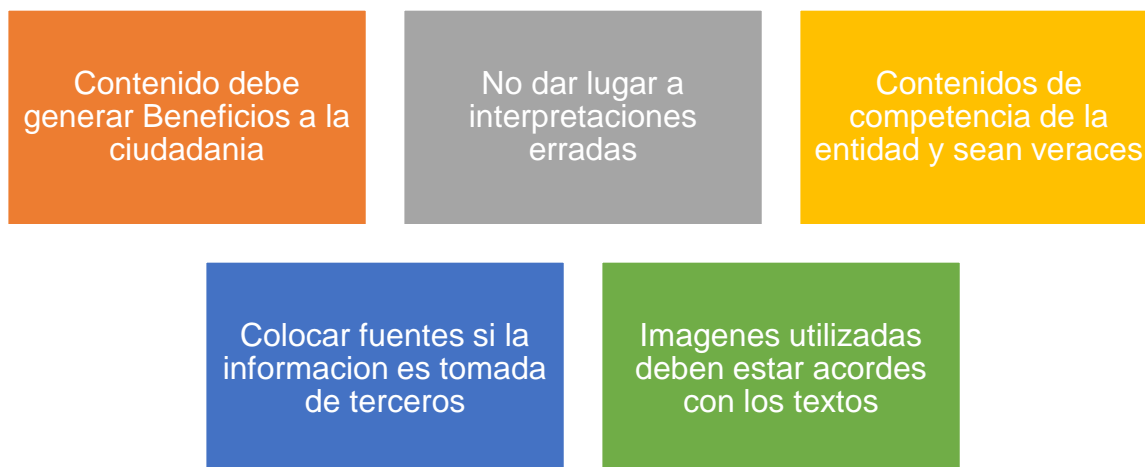 Contenido debe
generar Beneficios a la
ciudadania
No dar lugar a
interpretaciones
erradas
Contenidos de
competencia de la
entidad y sean veraces
Colocar fuentes si la
informacion es tomada
de terceros
Imagenes utilizadas
deben estar acordes
con los textos